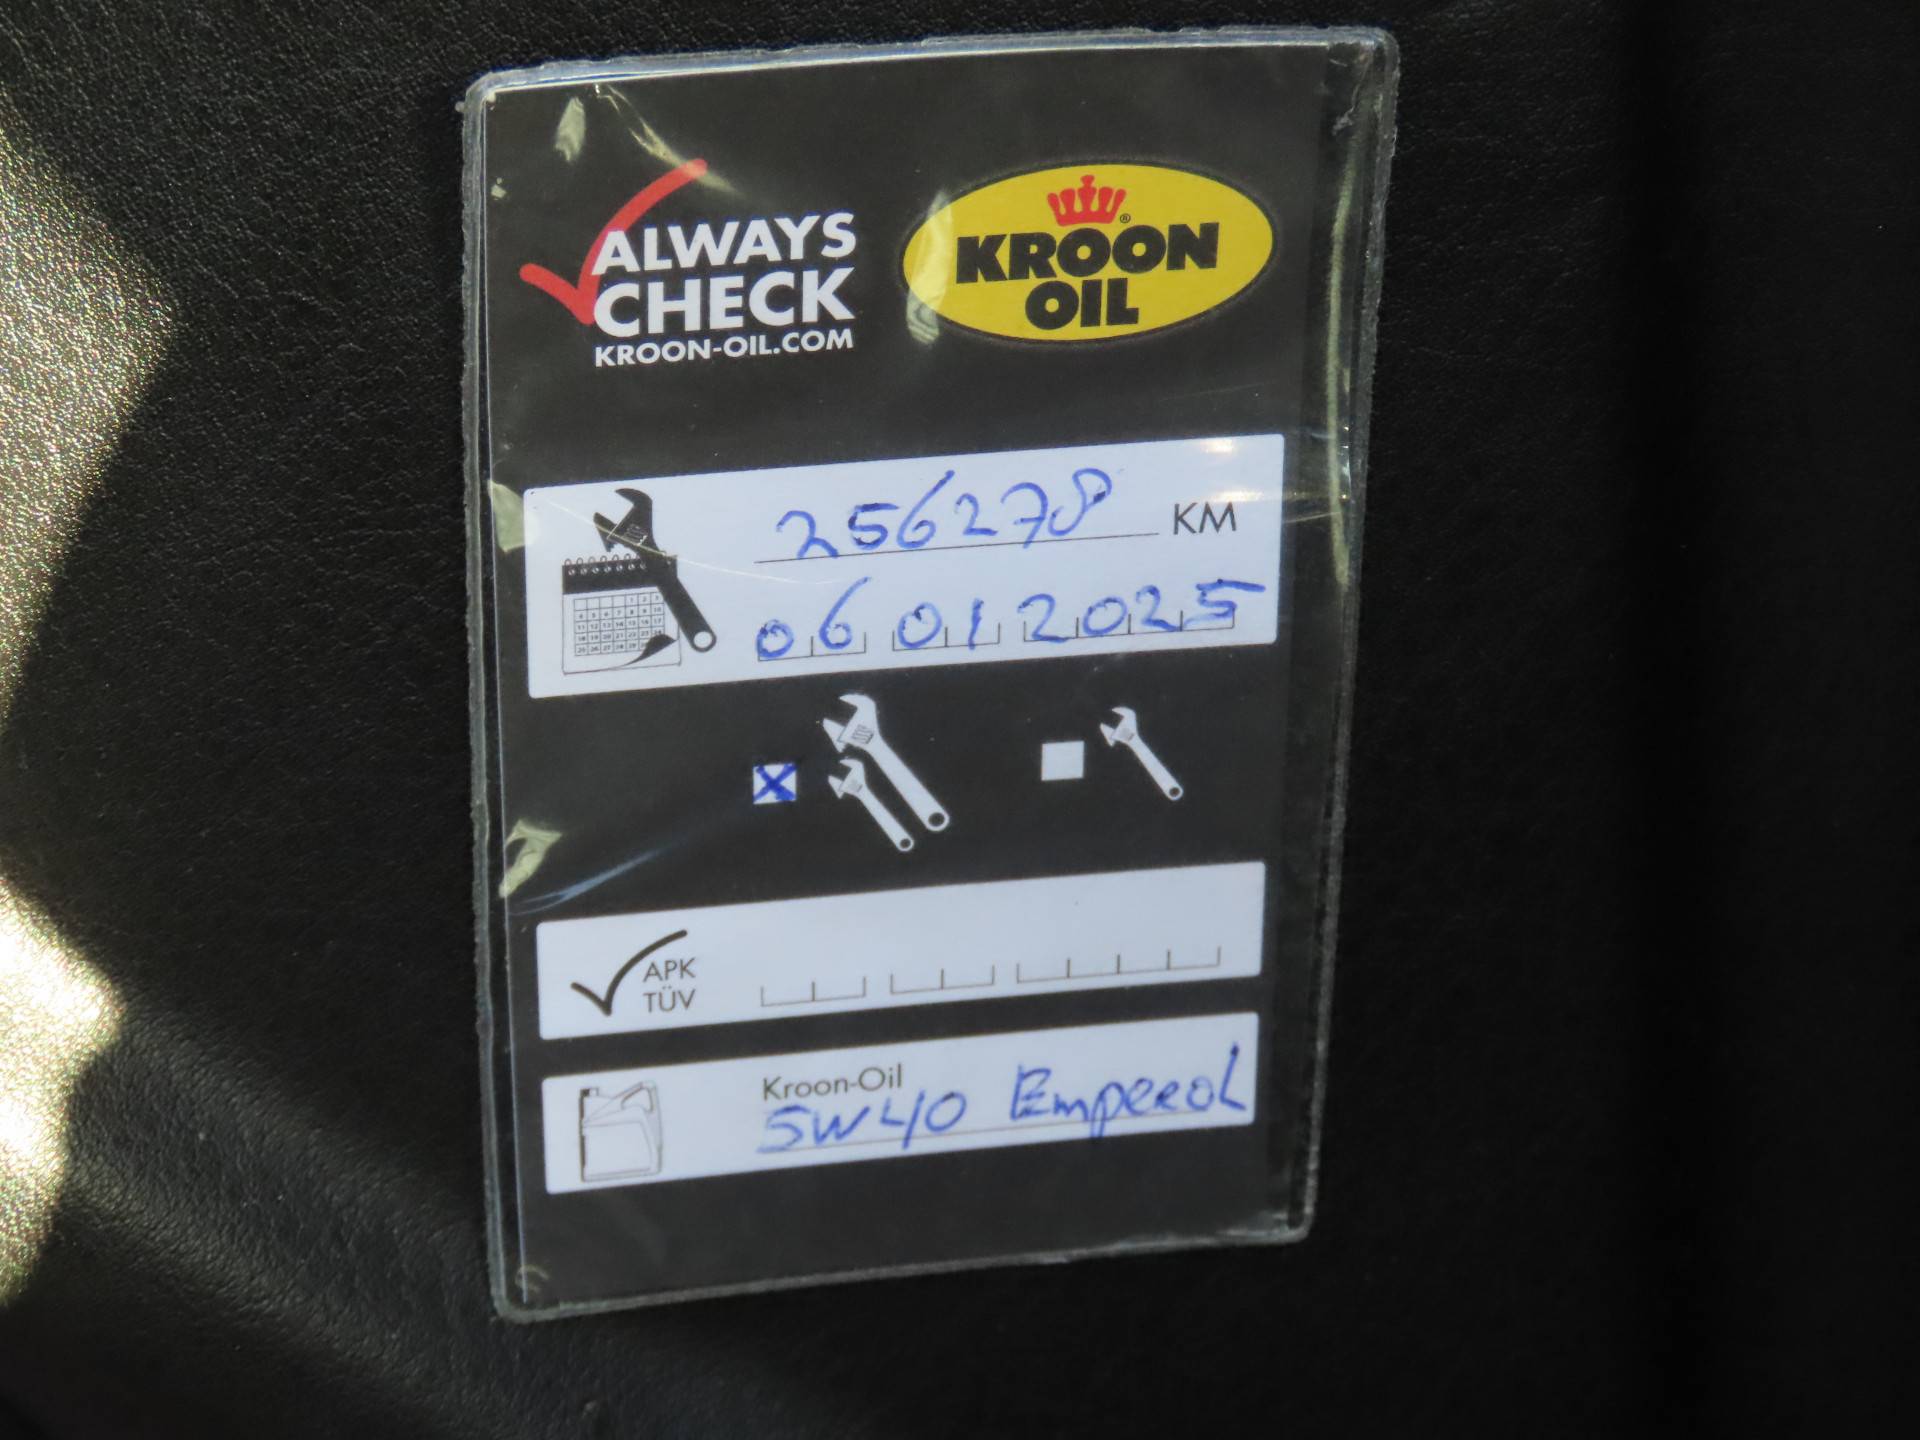 ALWAYS
CHECK
KROON-OIL.COM
KROON
OIL
®
256278 KM
06 01 2025
APK
TÜV
Kroon-Oil
5W40 Emperol